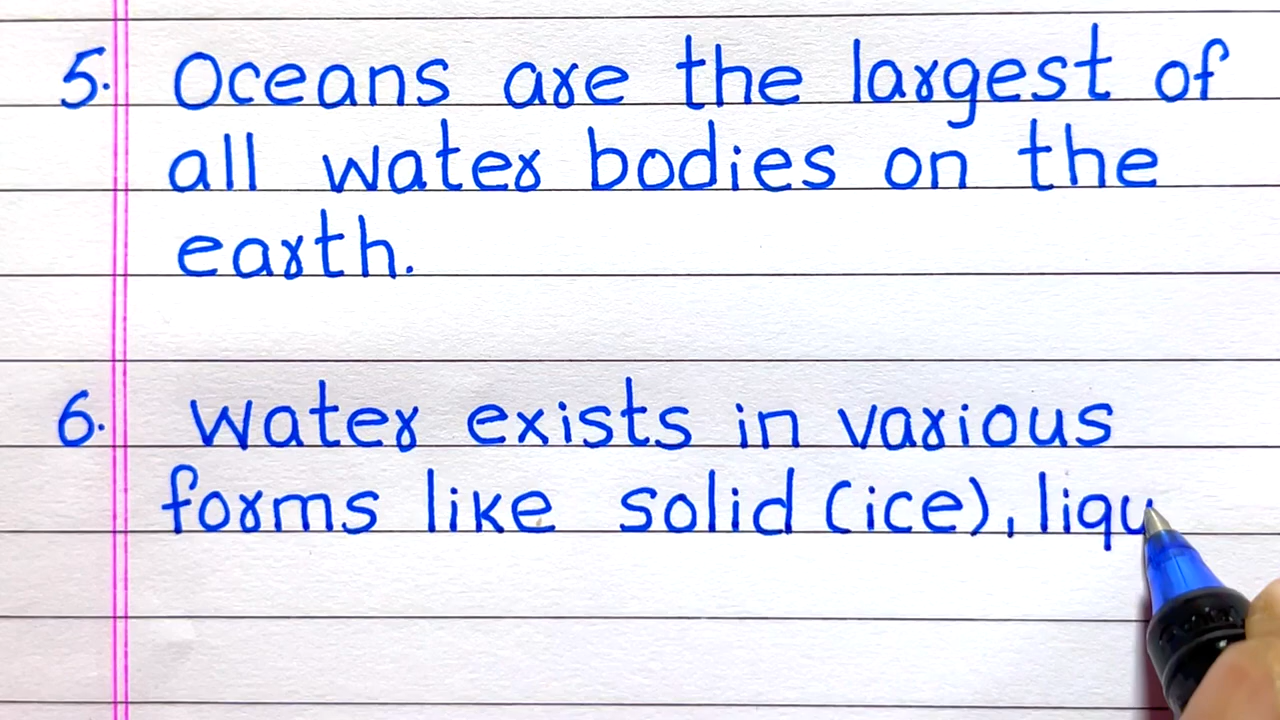 5. Oceans are the largest of
all water bodies on the
earth.
6. Water exists in various
forms like solid (ice), liqu